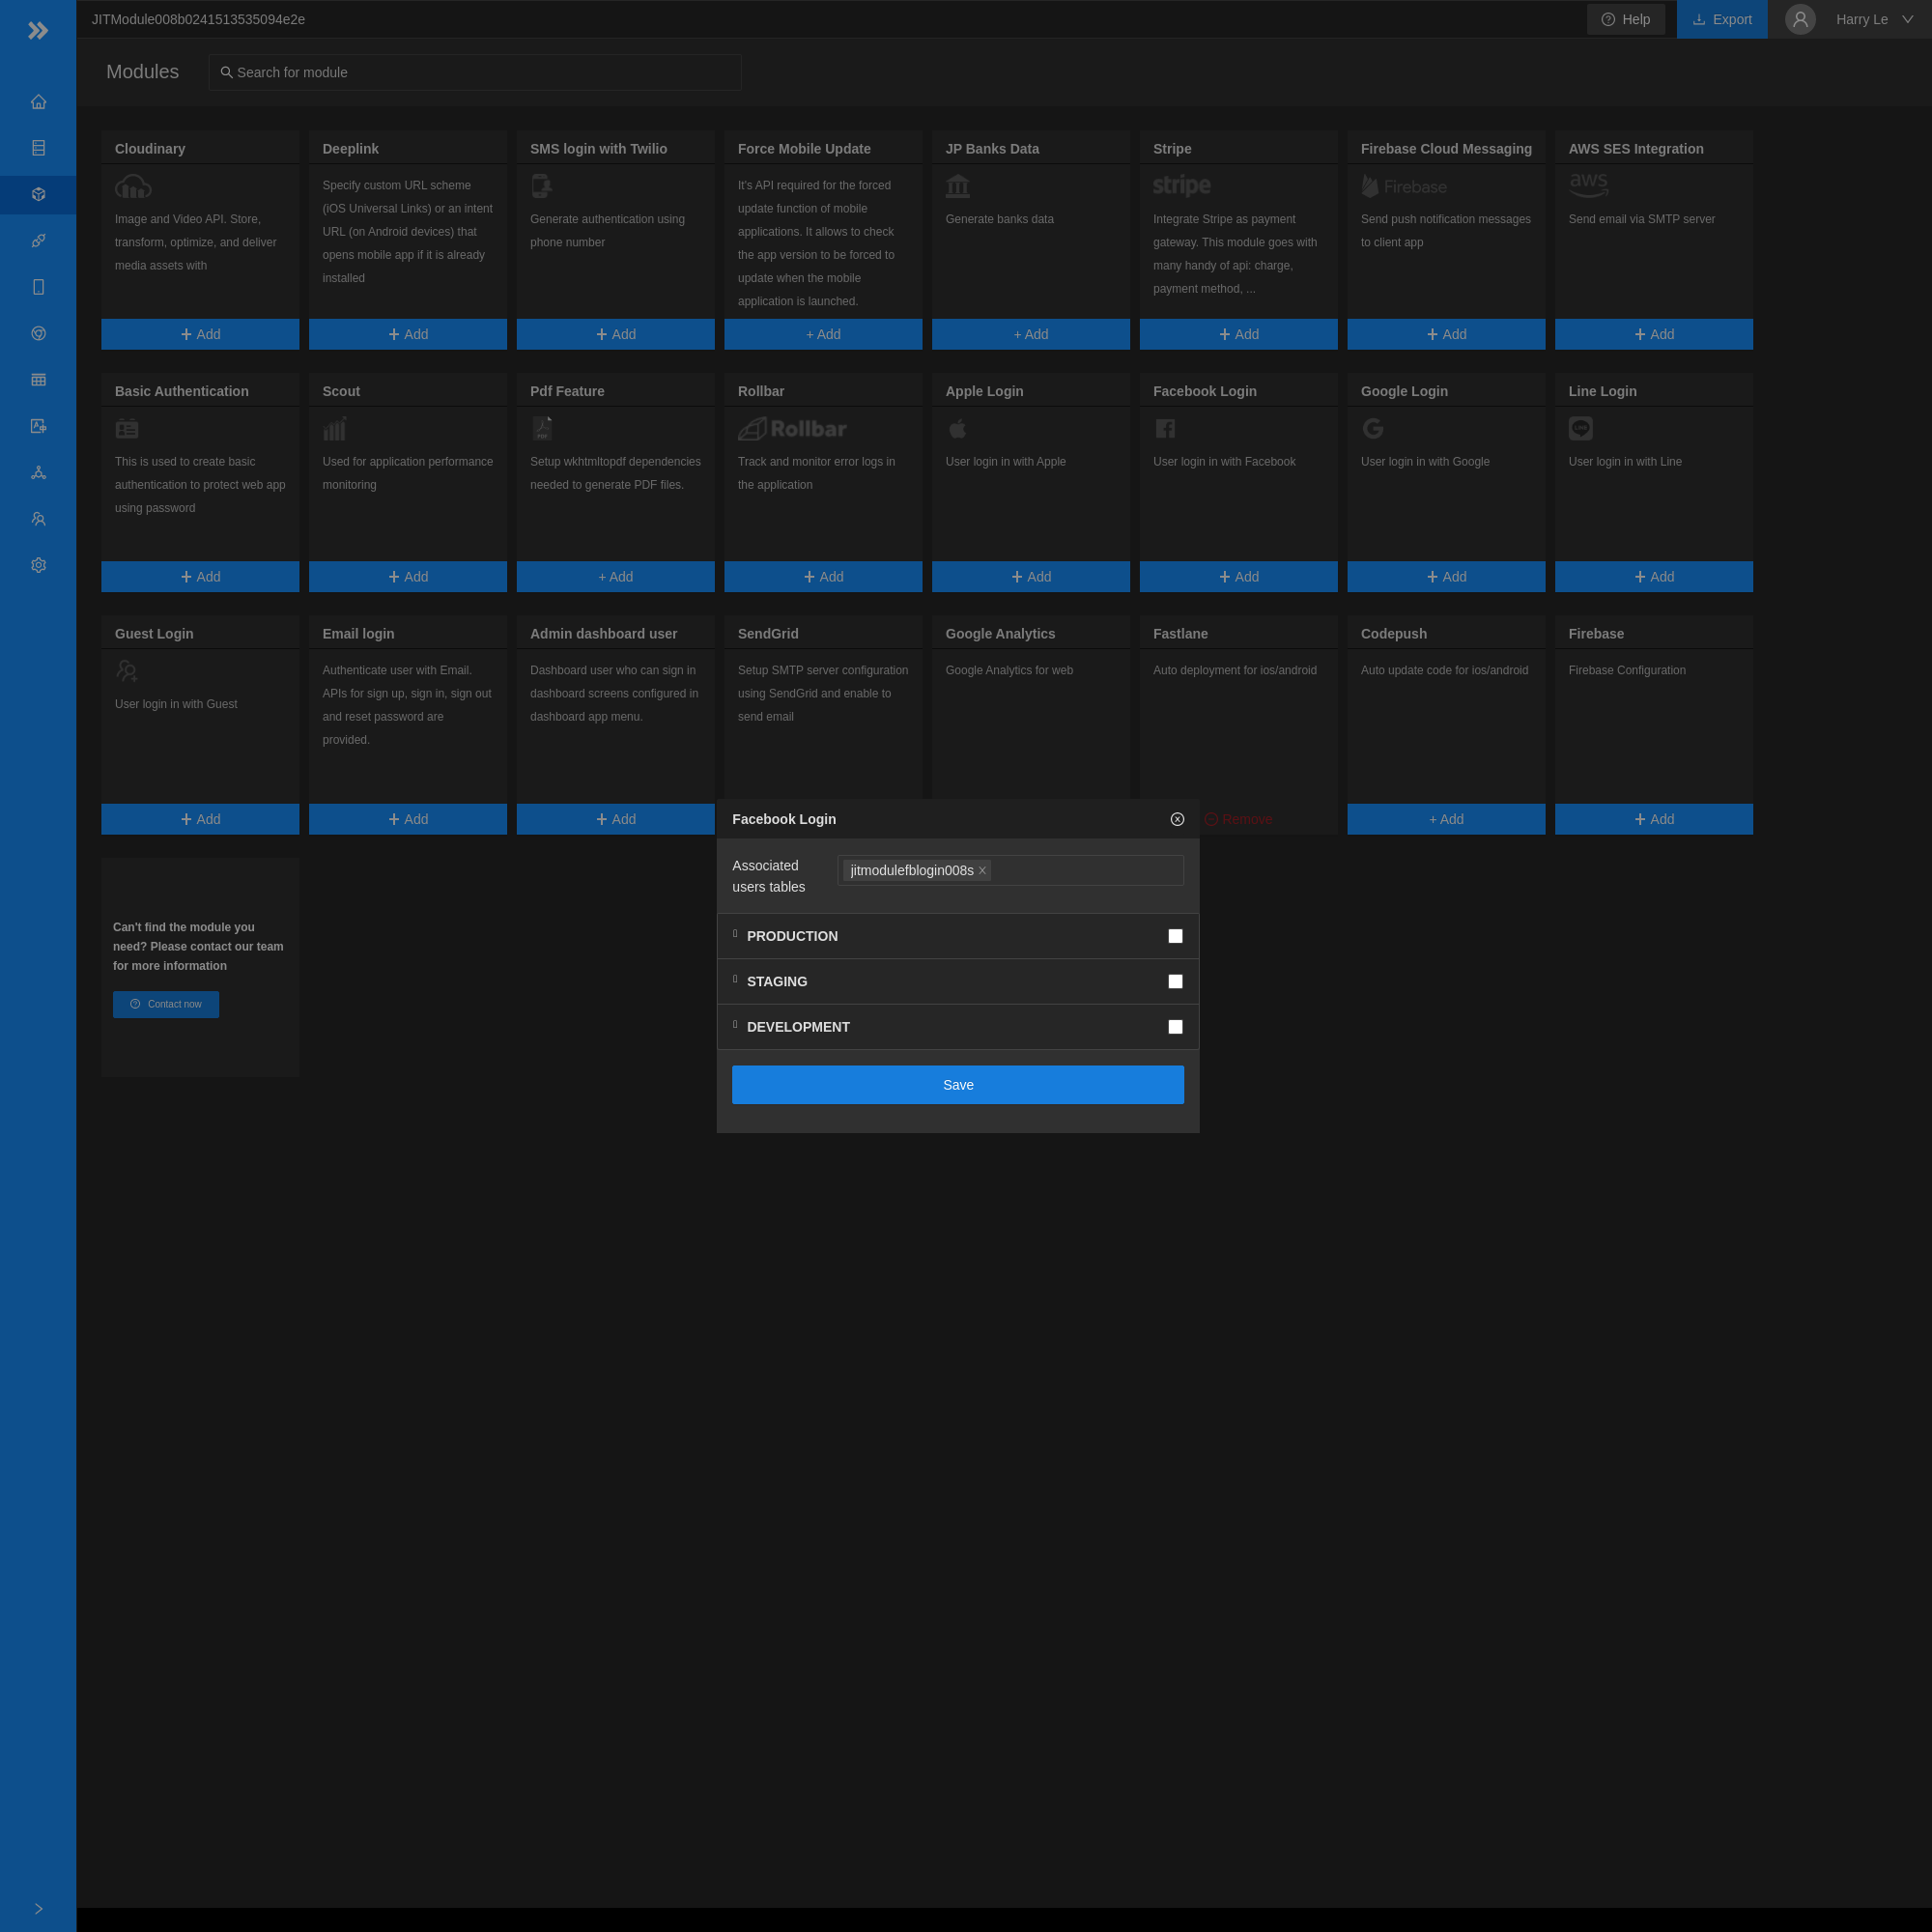 JITModule008b0241513535094e2e
Help
Export
Harry Le
Modules
Search for module
Cloudinary
Image and Video API. Store,
transform, optimize, and deliver
media assets with
+ Add
Deeplink
Specify custom URL scheme
(iOS Universal Links) or an intent
URL (on Android devices) that
opens mobile app if it is already
installed
+ Add
SMS login with Twilio
Generate authentication using
phone number
+ Add
Force Mobile Update
It's API required for the forced
update function of mobile
applications. It allows to check
the app version to be forced to
update when the mobile
application is launched.
+ Add
JP Banks Data
Generate banks data
+ Add
Stripe
stripe
Integrate Stripe as payment
gateway. This module goes with
many handy of api: charge,
payment method, ...
+ Add
Firebase Cloud Messaging
Firebase
Send push notification messages
to client app
+ Add
AWS SES Integration
aws
Send email via SMTP server
+ Add
Basic Authentication
This is used to create basic
authentication to protect web app
using password
+ Add
Scout
Used for application performance
monitoring
+ Add
Pdf Feature
PDF
Setup wkhtmltopdf dependencies
needed to generate PDF files.
+ Add
Rollbar
Rollbar
Track and monitor error logs in
the application
+ Add
Apple Login
User login in with Apple
+ Add
Facebook Login
User login in with Facebook
+ Add
Google Login
User login in with Google
+ Add
Line Login
LINE
User login in with Line
+ Add
Guest Login
User login in with Guest
+ Add
Email login
Authenticate user with Email.
APIs for sign up, sign in, sign out
and reset password are
provided.
+ Add
Admin dashboard user
Dashboard user who can sign in
dashboard screens configured in
dashboard app menu.
+ Add
SendGrid
Setup SMTP server configuration
using SendGrid and enable to
send email
Google Analytics
Google Analytics for web
Fastlane
Auto deployment for ios/android
Remove
Codepush
Auto update code for ios/android
+ Add
Firebase
Firebase Configuration
+ Add
Can't find the module you
need? Please contact our team
for more information
Contact now
Facebook Login
Associated
users tables
jitmodulefblogin008s
PRODUCTION
STAGING
DEVELOPMENT
Save